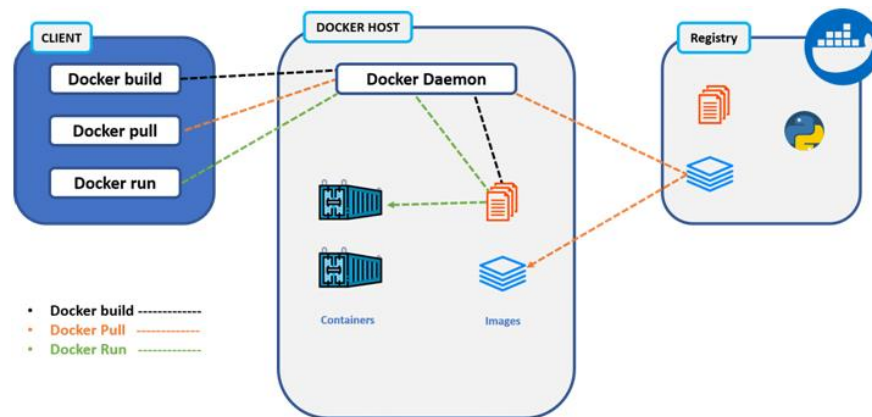 CLIENT
Docker build
Docker pull
Docker run
DOCKER HOST
Docker Daemon
Containers
Images
Registry
• Docker build -------------
• Docker Pull -------------
• Docker Run -------------